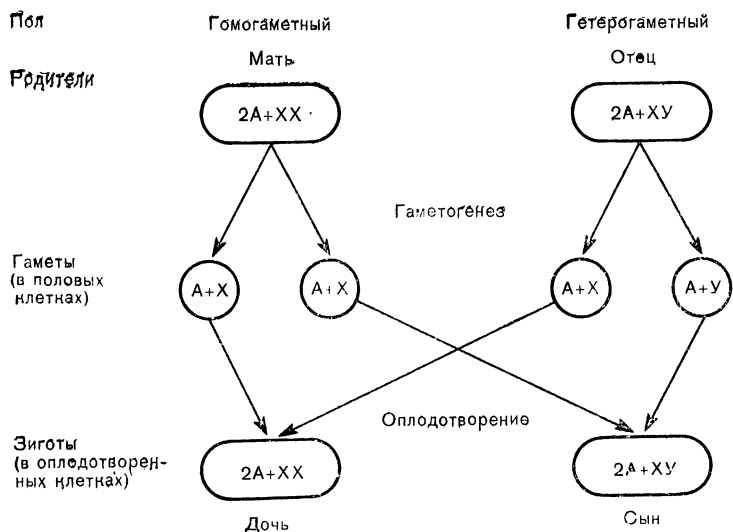 Пол Гомогаметный Гетерогаметный
Мать Отец
Родители
2А+ХХ 2А+ХУ
Гаметогенез
Гаметы
(в половых
клетках)
А+Х А+Х А+Х А+У
Оплодотворение
Зиготы
(в оплодотворен-
ных клетках)
2А+ХХ 2А+ХУ
Дочь Сын